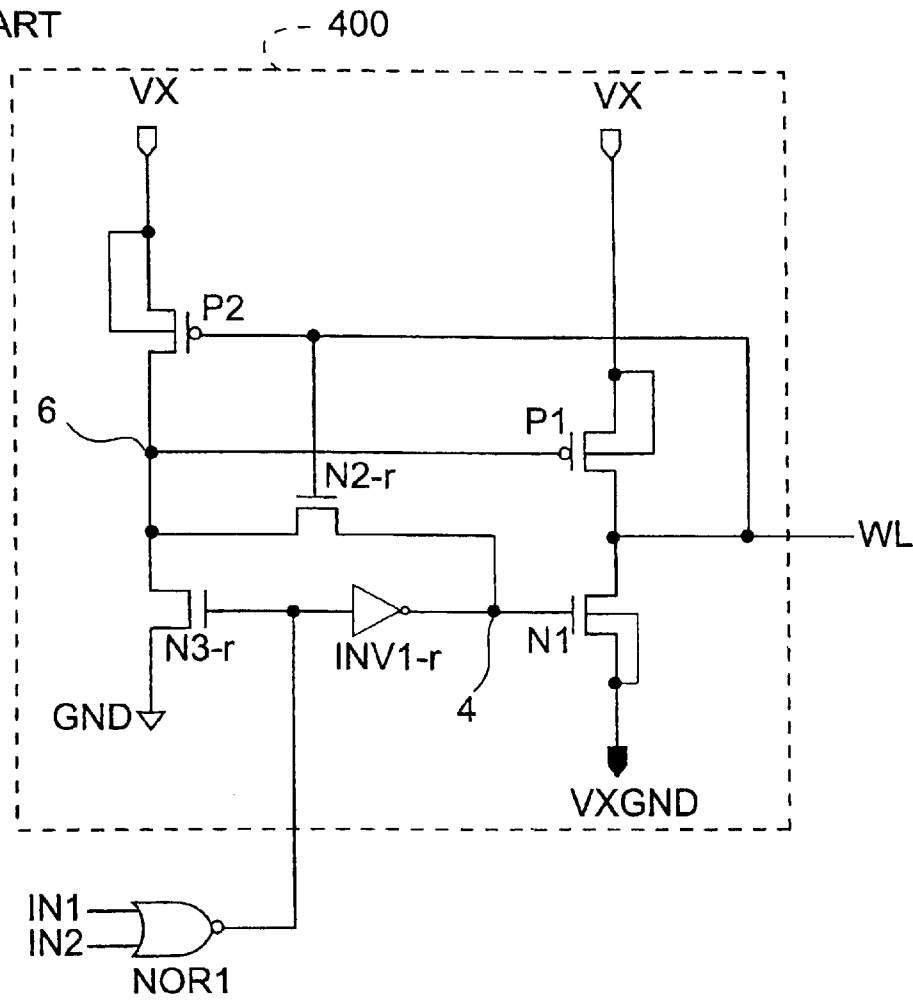 ART
400
VX
VX
P2
P1
6
N2-r
WL
N3-r
INV1-r
N1
4
GND
VXGND
IN1
IN2
NOR1